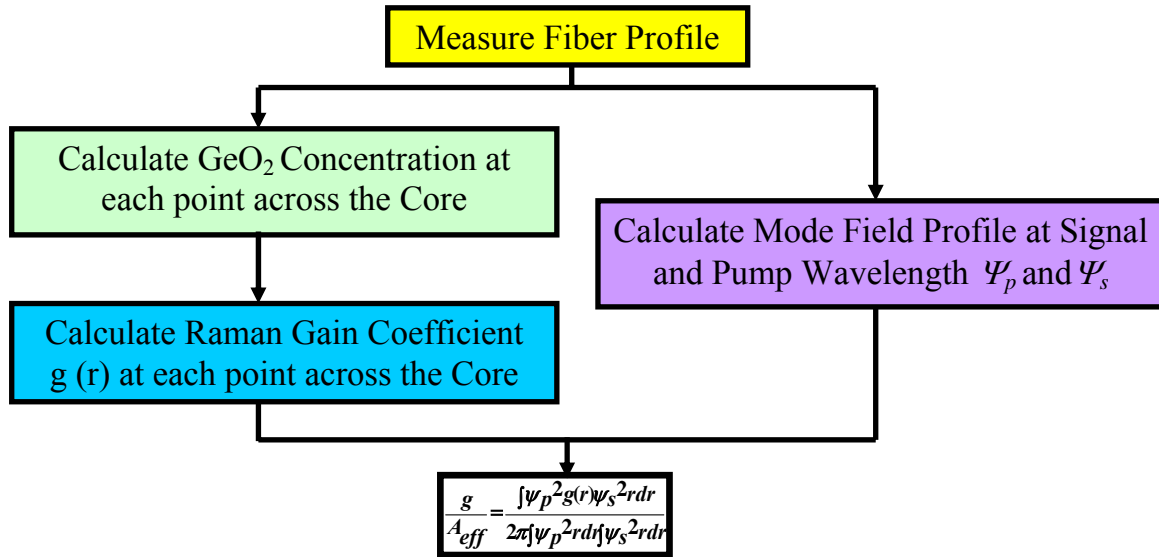 Measure Fiber Profile
Calculate GeO₂ Concentration at
each point across the Core
Calculate Mode Field Profile at Signal
and Pump Wavelength Ψₚ and Ψₛ
Calculate Raman Gain Coefficient
g (r) at each point across the Core
g/A_eff = ∫ψₚ²g(r)ψₛ²rdr / 2π∫ψₚ²rdr∫ψₛ²rdr